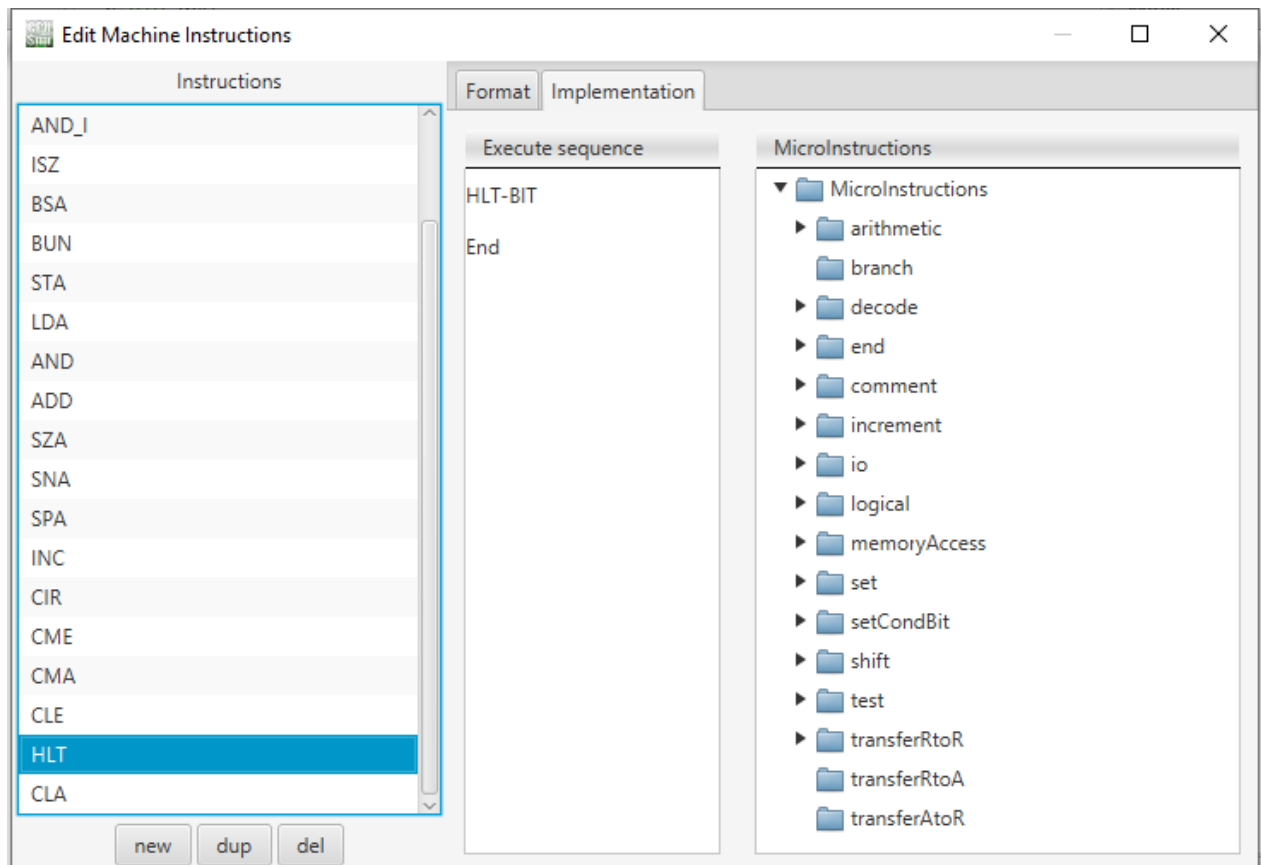 Edit Machine Instructions
Instructions
AND_I
ISZ
BSA
BUN
STA
LDA
AND
ADD
SZA
SNA
SPA
INC
CIR
CME
CMA
CLE
HLT
CLA
new dup del
Format Implementation
Execute sequence
HLT-BIT
End
MicroInstructions
MicroInstructions
arithmetic
branch
decode
end
comment
increment
io
logical
memoryAccess
set
setCondBit
shift
test
transferRtoR
transferRtoA
transferAtoR